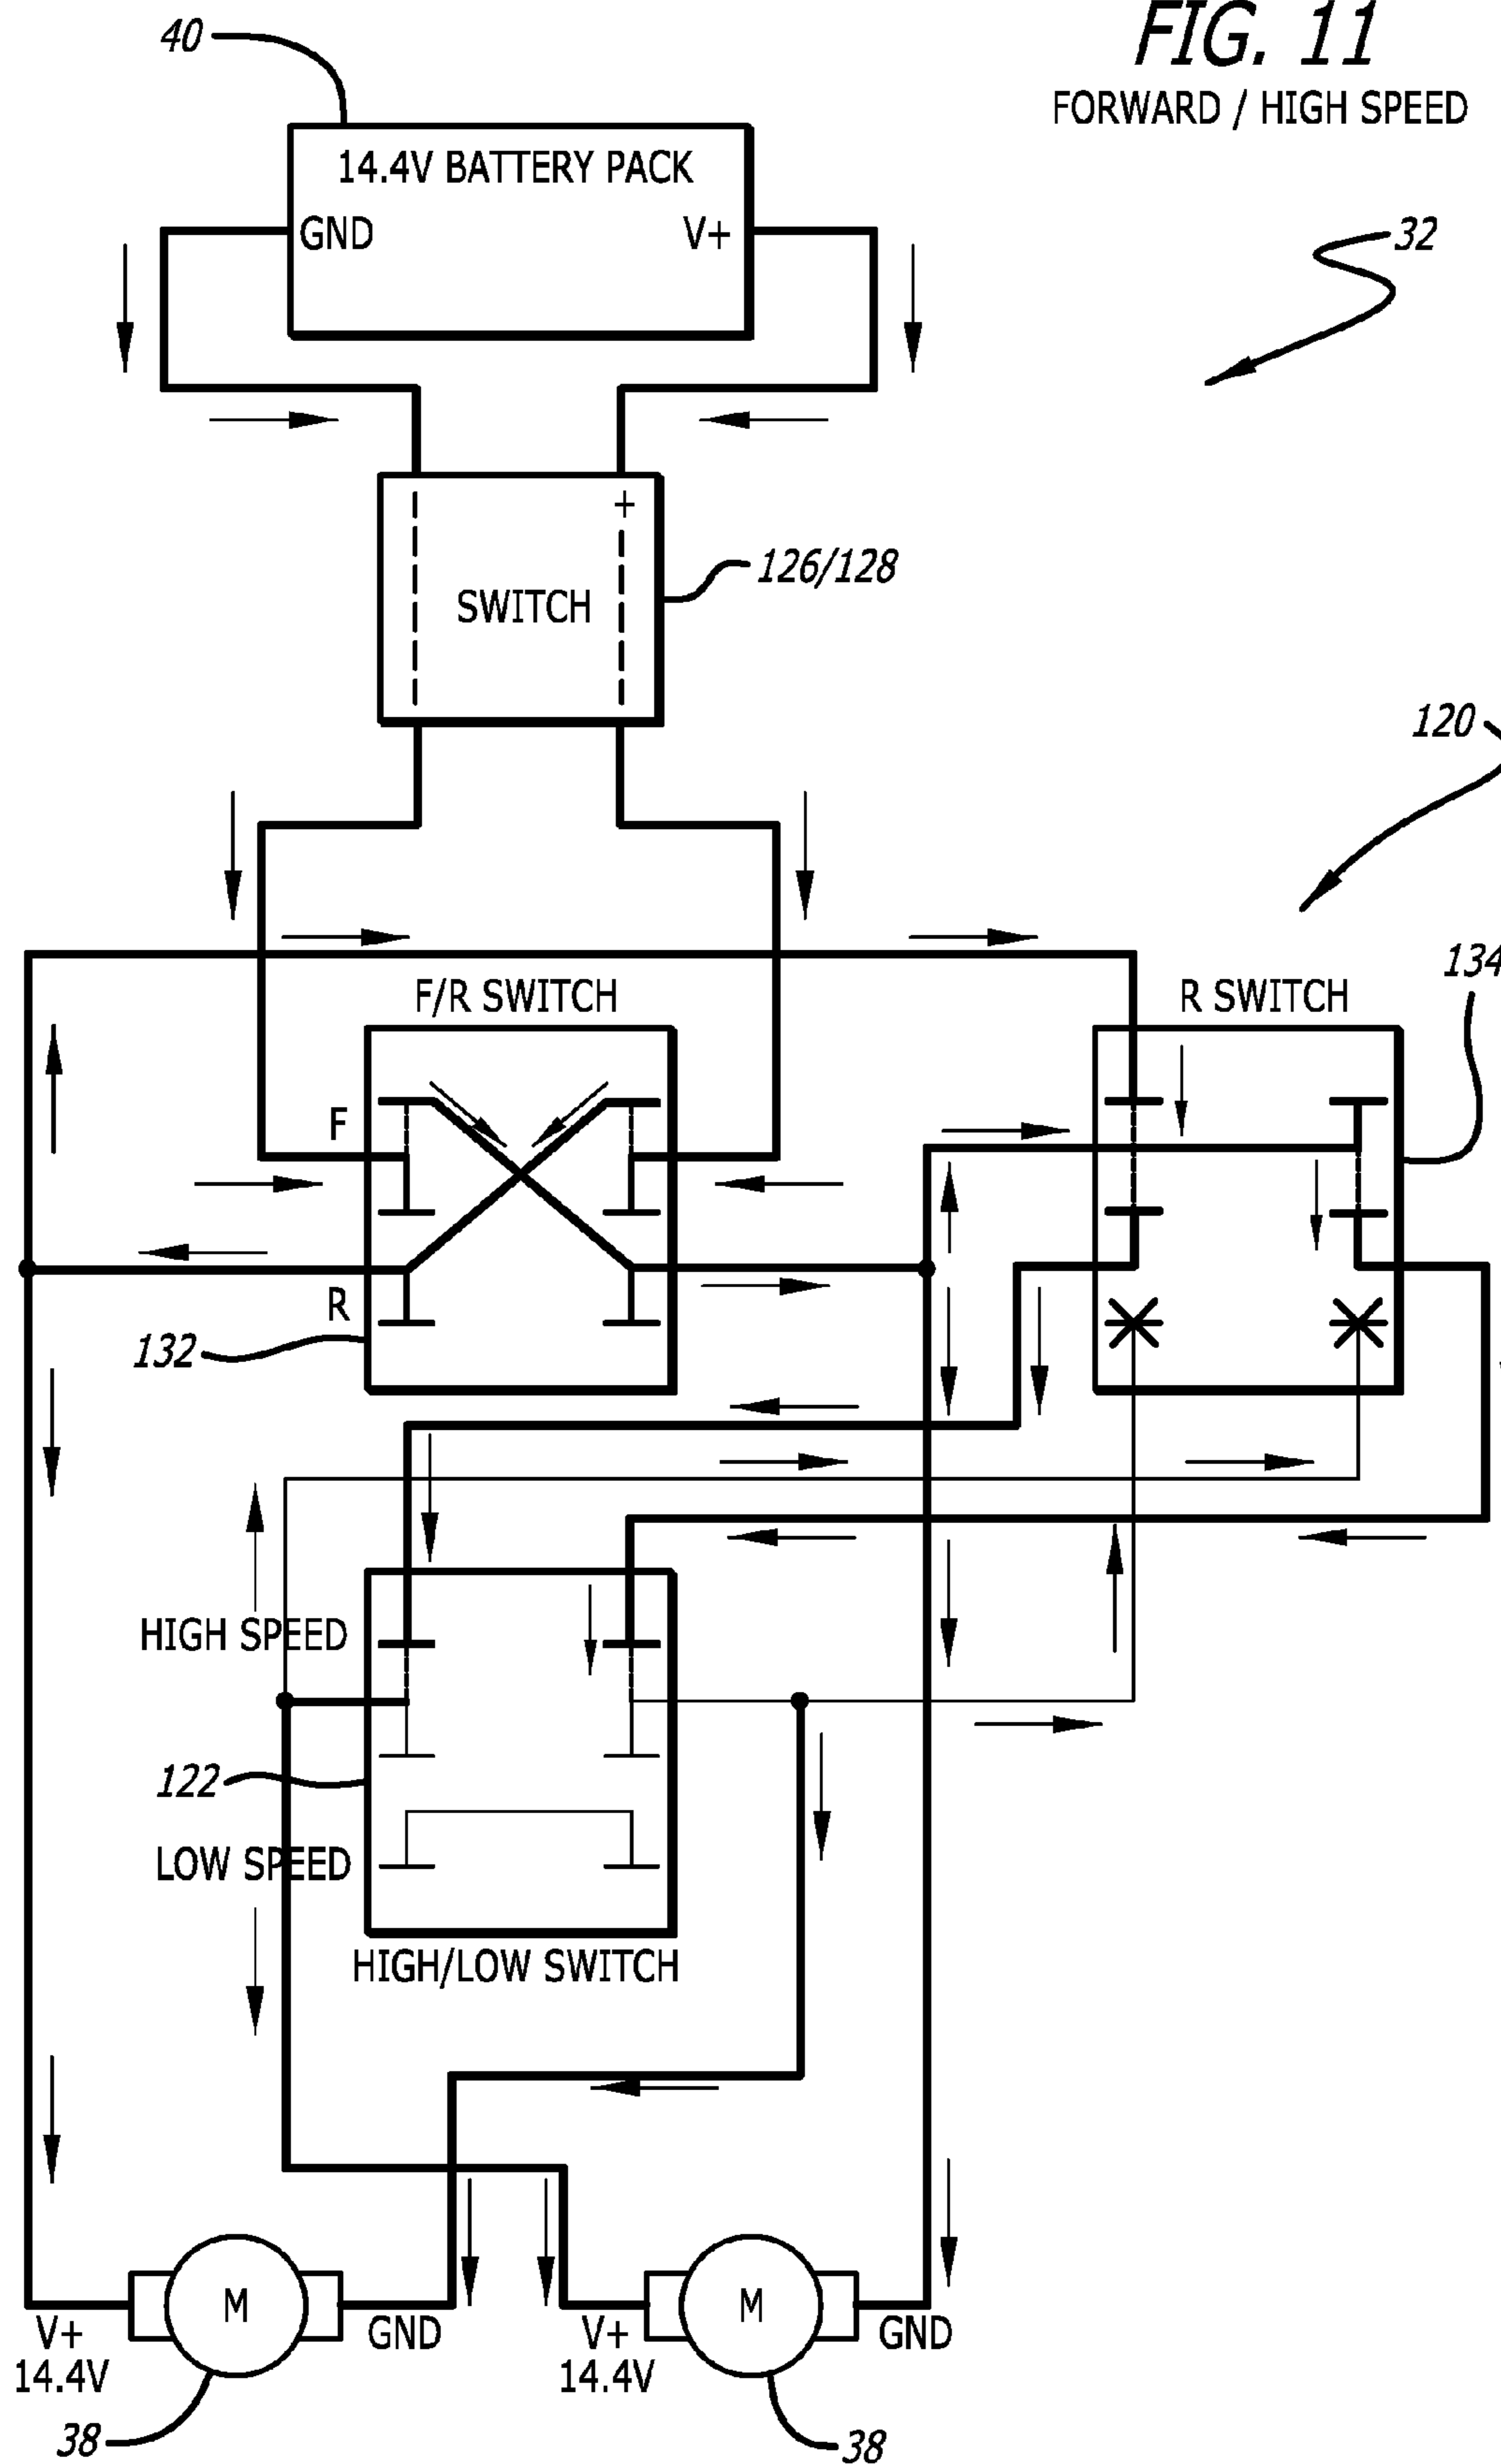 FIG. 11
FORWARD / HIGH SPEED
40
14.4V BATTERY PACK
GND V+
32
+
SWITCH
126/128
120
134
F/R SWITCH
R SWITCH
F
R
132
HIGH SPEED
122
LOW SPEED
HIGH/LOW SWITCH
M
M
V+
14.4V
GND
V+
14.4V
GND
38
38